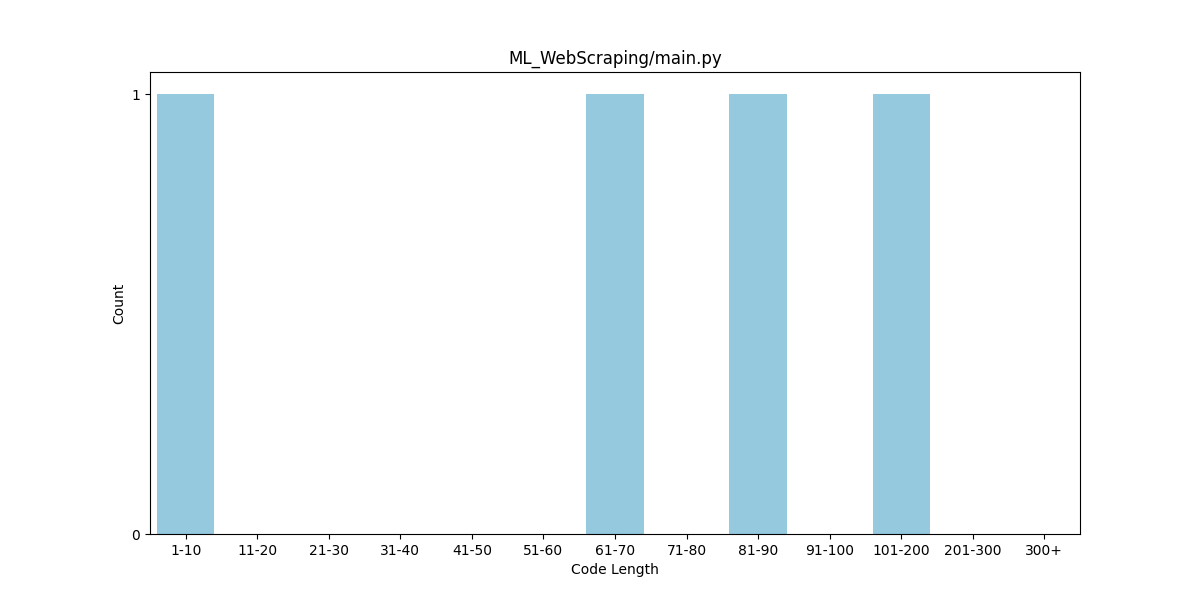 ML_WebScraping/main.py
1
Count
0
1-10 11-20 21-30 31-40 41-50 51-60 61-70 71-80 81-90 91-100 101-200 201-300 300+
Code Length